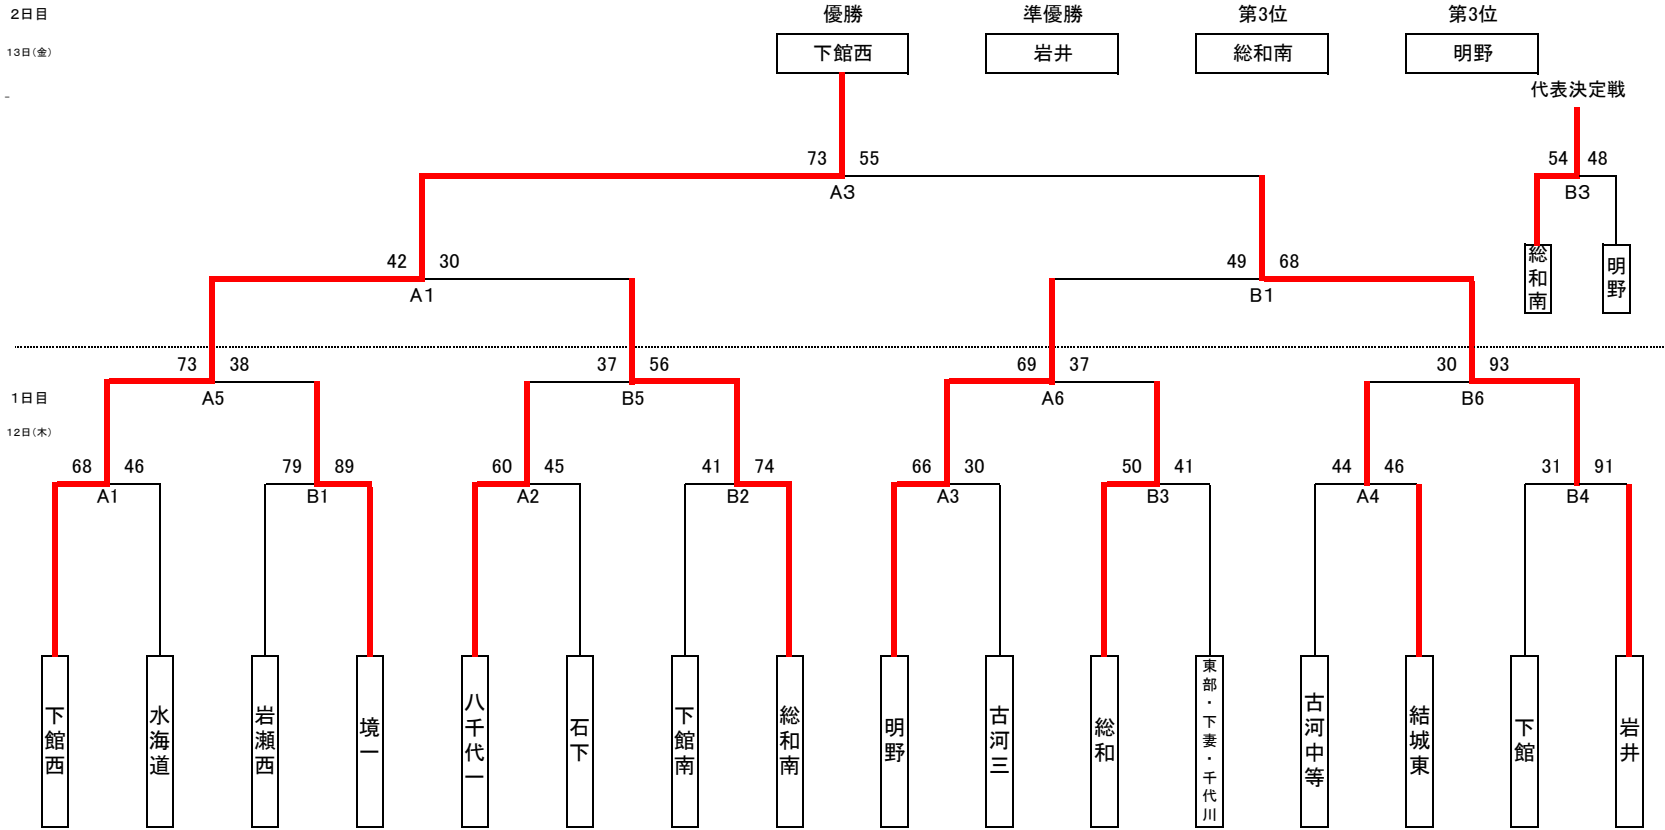 2日目
優勝
準優勝
第3位
第3位
13日(金)
下館西
岩井
総和南
明野
-
代表決定戦
73 55
A3
54 48
B3
総和南
明野
42 30
A1
49 68
B1
73 38
A5
37 56
B5
69 37
A6
30 93
B6
1日目
12日(木)
68 46
A1
79 89
B1
60 45
A2
41 74
B2
66 30
A3
50 41
B3
44 46
A4
31 91
B4
下館西
水海道
岩瀬西
境一
八千代一
石下
下館南
総和南
明野
古河三
総和
東部・下妻・千代川
古河中等
結城東
下館
岩井